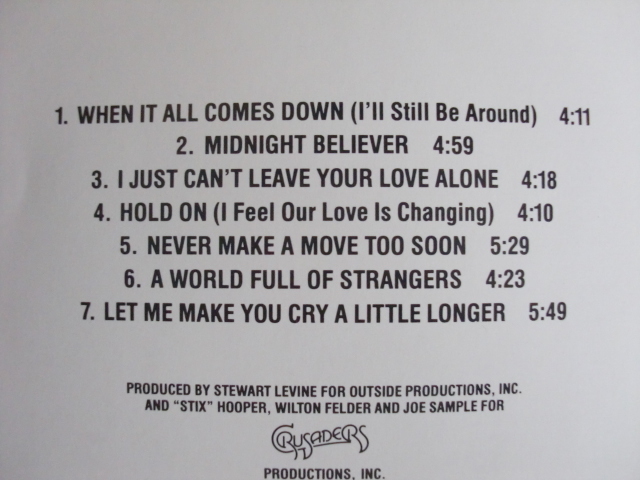 1. WHEN IT ALL COMES DOWN (I'll Still Be Around) 4:11
2. MIDNIGHT BELIEVER 4:59
3. I JUST CAN'T LEAVE YOUR LOVE ALONE 4:18
4. HOLD ON (I Feel Our Love Is Changing) 4:10
5. NEVER MAKE A MOVE TOO SOON 5:29
6. A WORLD FULL OF STRANGERS 4:23
7. LET ME MAKE YOU CRY A LITTLE LONGER 5:49
PRODUCED BY STEWART LEVINE FOR OUTSIDE PRODUCTIONS, INC.
AND "STIX" HOOPER, WILTON FELDER AND JOE SAMPLE FOR
CRUSADERS
PRODUCTIONS, INC.